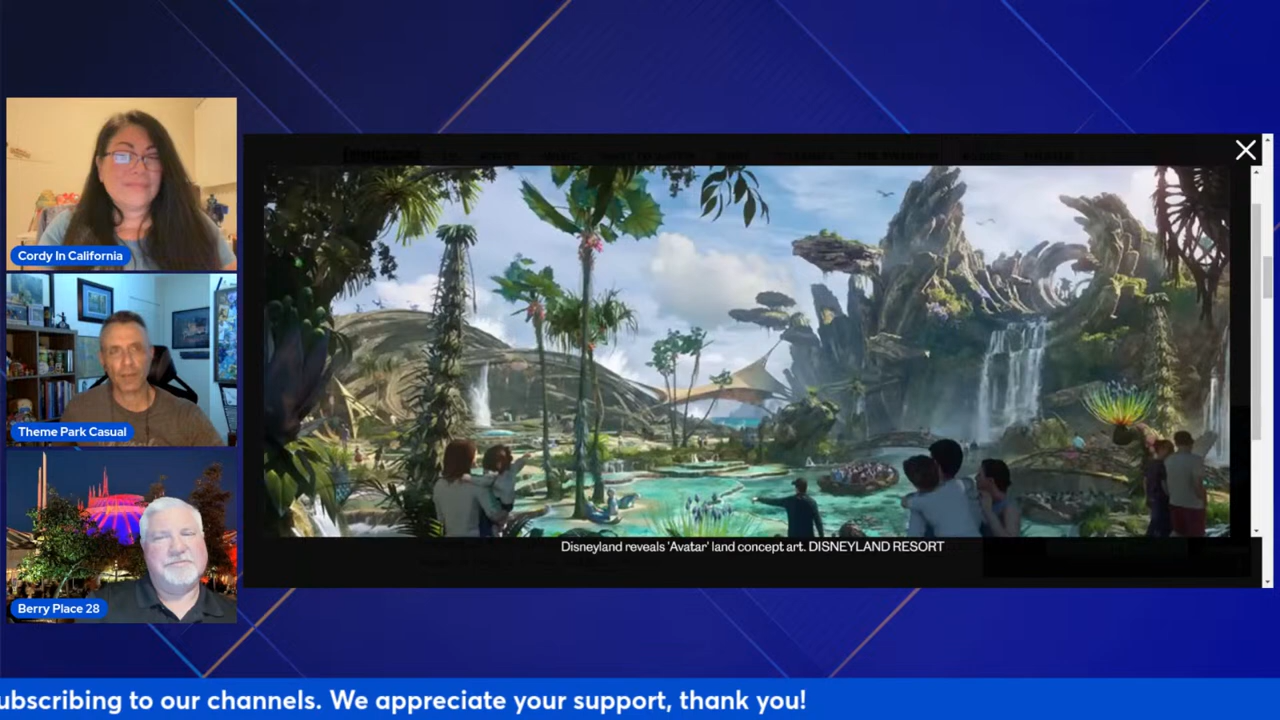 Cordy In California
Theme Park Casual
Berry Place 28
Disneyland reveals 'Avatar' land concept art. DISNEYLAND RESORT
ubscribing to our channels. We appreciate your support, thank you!